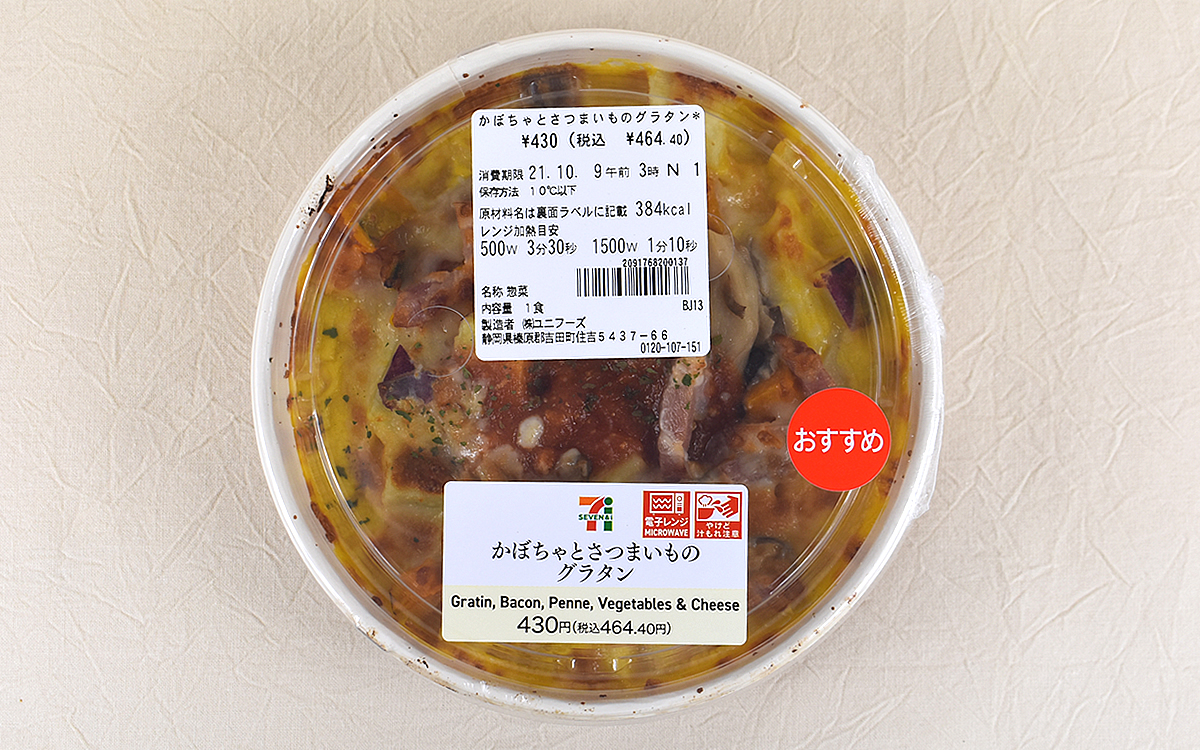 かぼちゃとさつまいものグラタン*
¥430 (税込 ¥464.40)
消費期限 21.10. 9午前 3時 N 1
保存方法 10℃以下
原材料名は裏面ラベルに記載 384kcal
レンジ加熱目安
500W 3分30秒 1500W 1分10秒
2091768200137
名称 惣菜
内容量 1食 BJ13
製造者 ㈱ユニフーズ
静岡県榛原郡吉田町住吉5437-66
0120-107-151
おすすめ
SEVEN&i
電子レンジ
MICROWAVE
やけど
汁もれ注意
かぼちゃとさつまいもの
グラタン
Gratin, Bacon, Penne, Vegetables & Cheese
430円(税込464.40円)